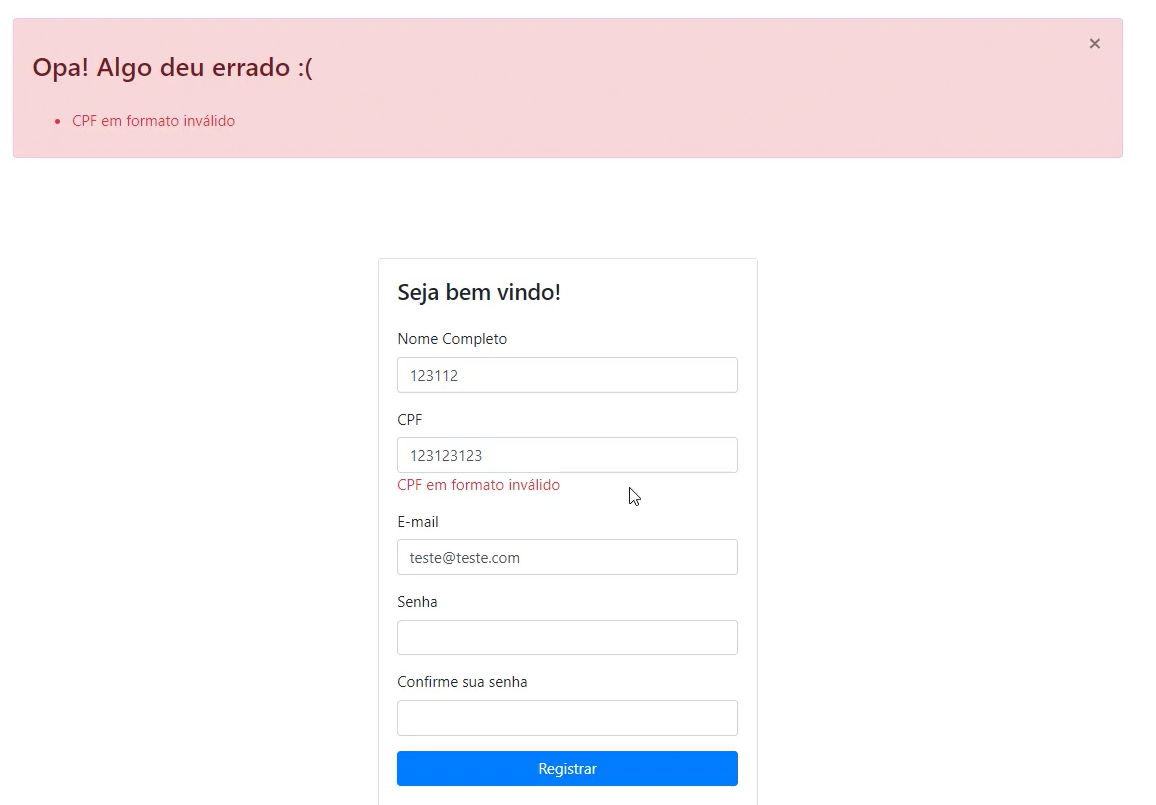 ×
Opa! Algo deu errado :(
• CPF em formato inválido
Seja bem vindo!
Nome Completo
123112
CPF
123123123
CPF em formato inválido
E-mail
teste@teste.com
Senha
Confirme sua senha
Registrar